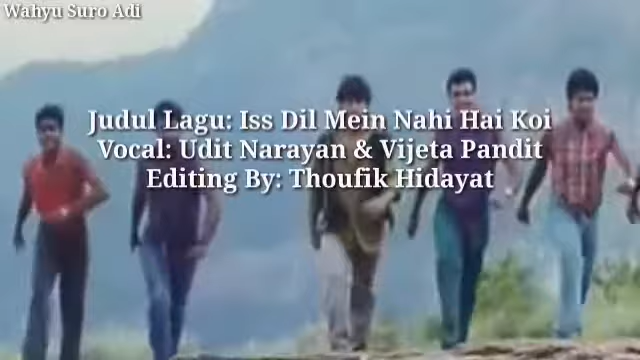 Wahyu Suro Adi
Judul Lagu: Iss Dil Mein Nahi Hai Koi
Vocal: Udit Narayan & Vijeta Pandit
Editing By: Thoufik Hidayat